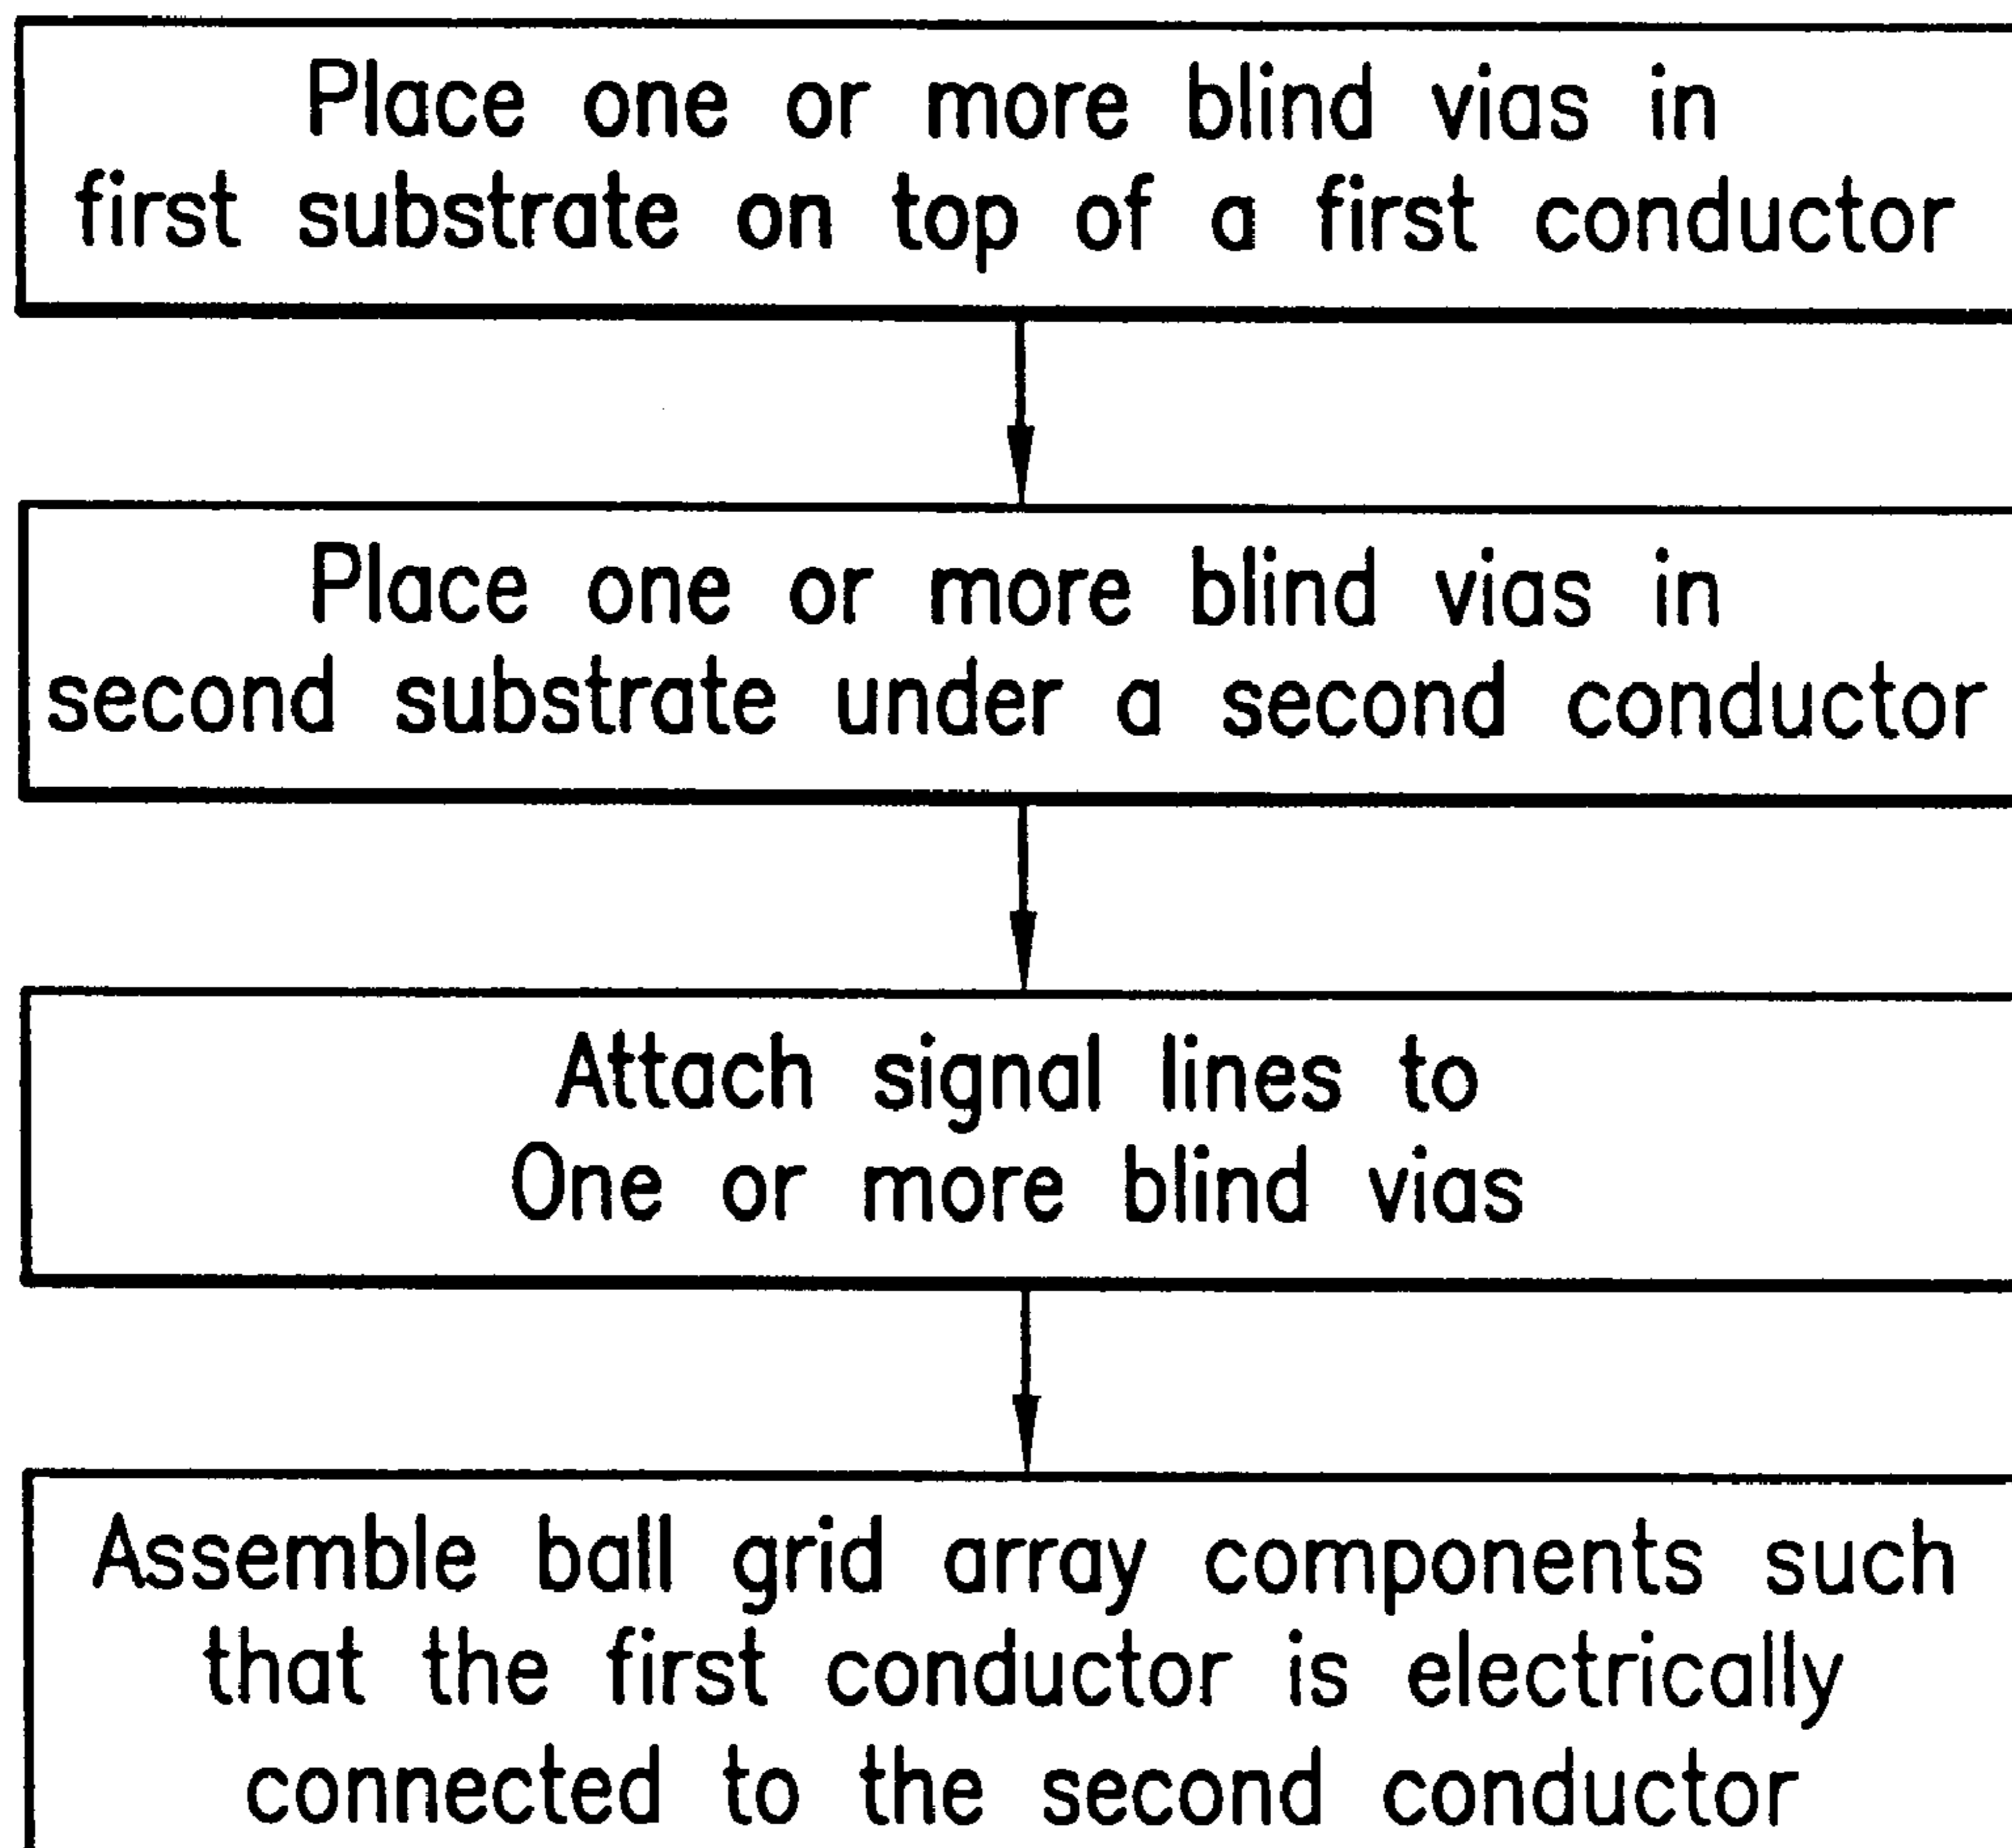 Place one or more blind vias in
first substrate on top of a first conductor
Place one or more blind vias in
second substrate under a second conductor
Attach signal lines to
One or more blind vias
Assemble ball grid array components such
that the first conductor is electrically
connected to the second conductor